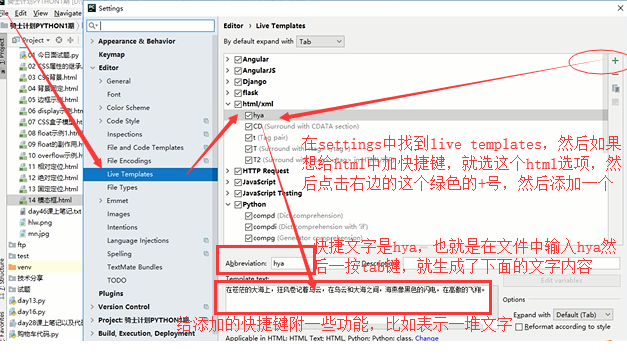 骑士计划PYTHON1期
Settings
File Edit View
骑士计划PYTHON1期
Project
01 今日面试题.py
02 CSS属性的继承
03 CSS背景.html
04 背景固定.html
05 边框示例.html
06 display示例.html
07 CSS盒子模型.html
08 float示例1.html
09 float的副作用.html
10 overflow示例.html
11 相对定位.html
12 绝对定位.html
13 固定定位.html
14 模态框.html
day46课上笔记.txt
hlw.png
mn.jpg
ftp
test
venv
技术分享
试题
day13.py
day16.py
day28课上笔记以及代码
购物车代码.py
1: Project
Z: Structure
Appearance & Behavior
Keymap
Editor
General
Font
Color Scheme
Code Style
Inspections
File and Code Templates
File Encodings
Live Templates
File Types
Emmet
Images
Intentions
Language Injections
Spelling
TextMate Bundles
TODO
Plugins
Version Control
Project: 骑士计划PYTHON1期
Build, Execution, Deployment
Editor › Live Templates
By default expand with Tab
Angular
AngularJS
Django
flask
html/xml
hya
CD (Surround with CDATA section)
t (Tag pair)
T (Surround with
T2 (Surround with
HTTP Request
JavaScript
JavaScript Testing
Python
compd (Dict comprehension)
compdi (Dict comprehension with 'if')
compg (Generator comprehension)
在settings中找到live templates，然后如果
想给html中加快捷键，就选这个html选项，然
后点击右边的这个绿色的+号，然后添加一个
快捷文字是hya，也就是在文件中输入hya然
后一按tab键，就生成了下面的文字内容
Abbreviation: hya
Description:
Template text:
Edit variables
在苍茫的大海上，狂风卷记着乌云，在乌云和大海之间，海燕像黑色的闪电，在高傲的飞翔。
Options
Expand with Default (Tab)
Reformat according to style
给添加的快捷键附一些功能，比如表示一堆文字
Applicable in HTML: HTML Text; HTML; XML: XML Text
Change